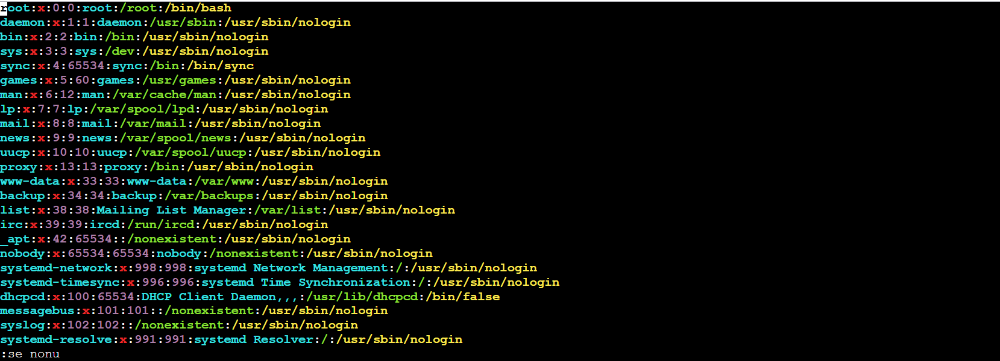 root:x:0:0:root:/root:/bin/bash
daemon:x:1:1:daemon:/usr/sbin:/usr/sbin/nologin
bin:x:2:2:bin:/bin:/usr/sbin/nologin
sys:x:3:3:sys:/dev:/usr/sbin/nologin
sync:x:4:65534:sync:/bin:/bin/sync
games:x:5:60:games:/usr/games:/usr/sbin/nologin
man:x:6:12:man:/var/cache/man:/usr/sbin/nologin
lp:x:7:7:lp:/var/spool/lpd:/usr/sbin/nologin
mail:x:8:8:mail:/var/mail:/usr/sbin/nologin
news:x:9:9:news:/var/spool/news:/usr/sbin/nologin
uucp:x:10:10:uucp:/var/spool/uucp:/usr/sbin/nologin
proxy:x:13:13:proxy:/bin:/usr/sbin/nologin
www-data:x:33:33:www-data:/var/www:/usr/sbin/nologin
backup:x:34:34:backup:/var/backups:/usr/sbin/nologin
list:x:38:38:Mailing List Manager:/var/list:/usr/sbin/nologin
irc:x:39:39:ircd:/run/ircd:/usr/sbin/nologin
_apt:x:42:65534::/nonexistent:/usr/sbin/nologin
nobody:x:65534:65534:nobody:/nonexistent:/usr/sbin/nologin
systemd-network:x:998:998:systemd Network Management:/:/usr/sbin/nologin
systemd-timesync:x:996:996:systemd Time Synchronization:/:/usr/sbin/nologin
dhcpcd:x:100:65534:DHCP Client Daemon,,,:/usr/lib/dhcpcd:/bin/false
messagebus:x:101:101::/nonexistent:/usr/sbin/nologin
syslog:x:102:102::/nonexistent:/usr/sbin/nologin
systemd-resolve:x:991:991:systemd Resolver:/:/usr/sbin/nologin
:se nonu